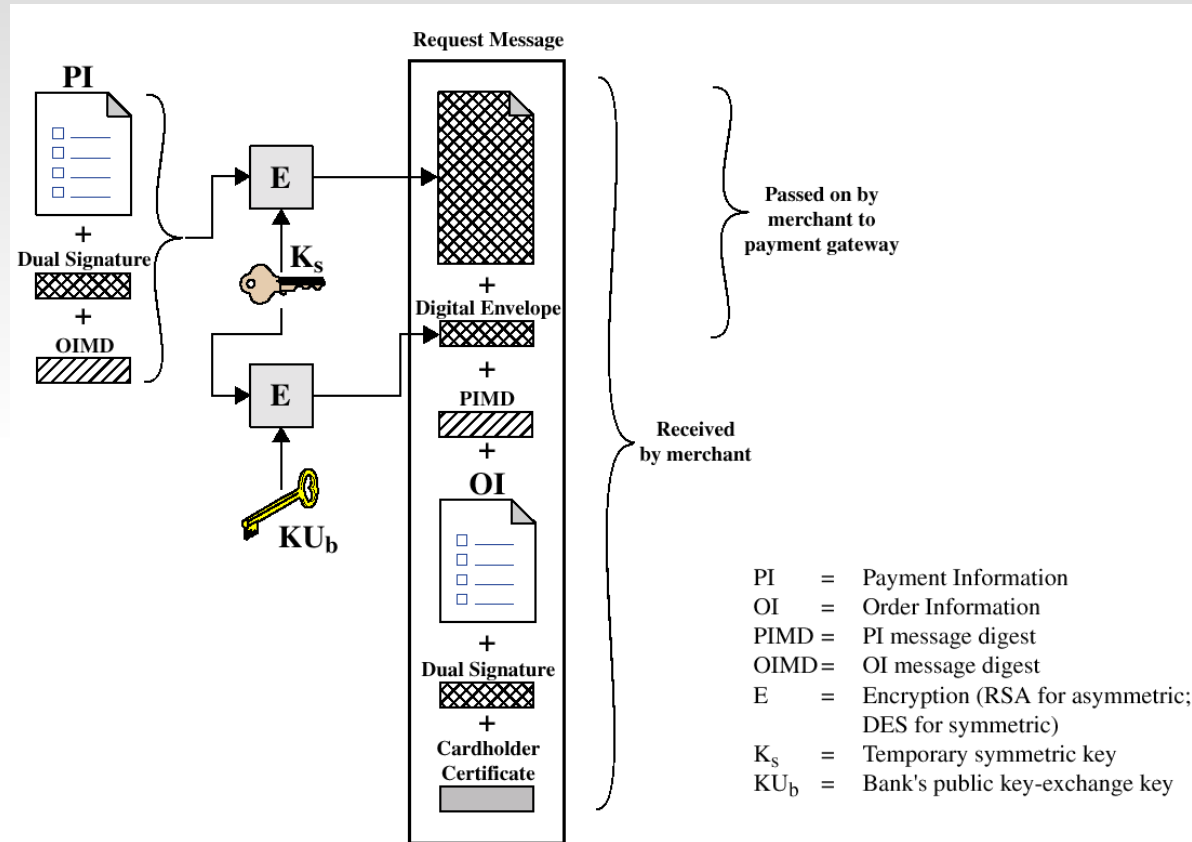 Request Message
PI
+
Dual Signature
+
OIMD
E
Ks
E
KUb
+
Digital Envelope
+
PIMD
+
OI
+
Dual Signature
+
Cardholder
Certificate
Passed on by
merchant to
payment gateway
Received
by merchant
PI = Payment Information
OI = Order Information
PIMD = PI message digest
OIMD = OI message digest
E = Encryption (RSA for asymmetric;
DES for symmetric)
Ks = Temporary symmetric key
KUb = Bank's public key-exchange key